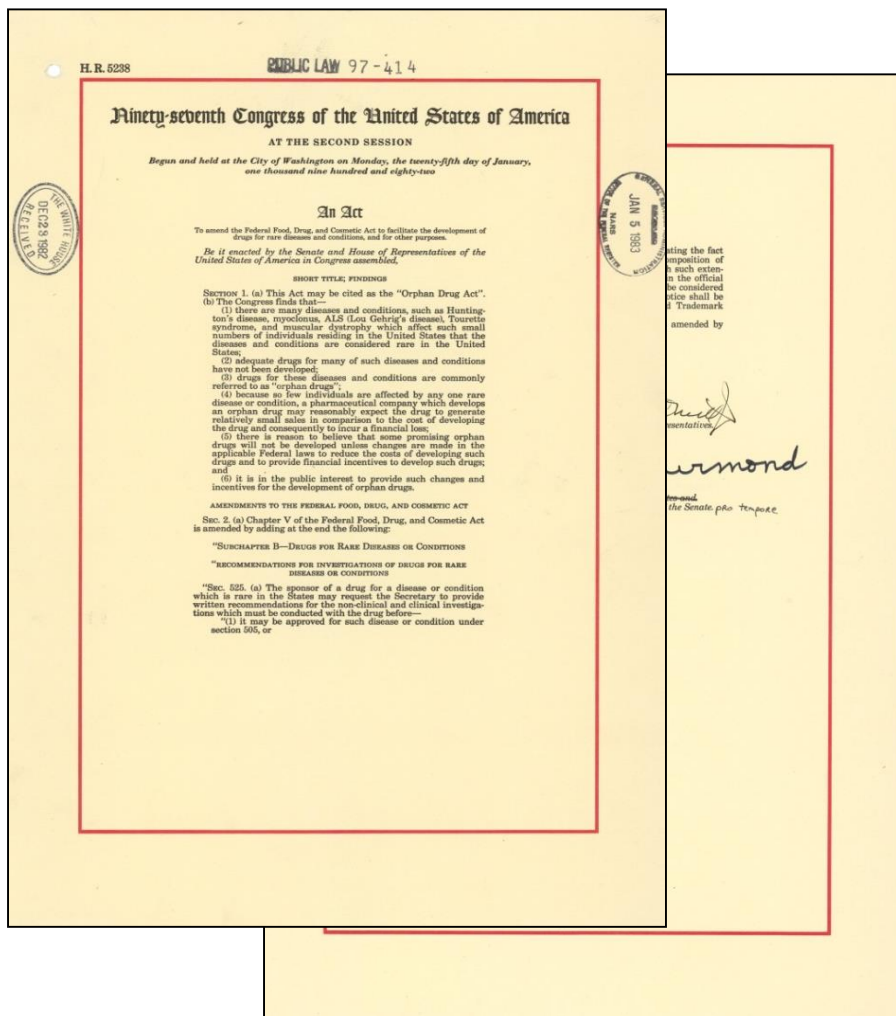 H. R. 5238
PUBLIC LAW 97-414
Ninety-seventh Congress of the United States of America
AT THE SECOND SESSION
Begun and held at the City of Washington on Monday, the twenty-fifth day of January,
one thousand nine hundred and eighty-two
An Act
To amend the Federal Food, Drug, and Cosmetic Act to facilitate the development of
drugs for rare diseases and conditions, and for other purposes.
Be it enacted by the Senate and House of Representatives of the
United States of America in Congress assembled,
SHORT TITLE; FINDINGS
SECTION 1. (a) This Act may be cited as the "Orphan Drug Act".
(b) The Congress finds that—
(1) there are many diseases and conditions, such as Hunting-
ton's disease, myoclonus, ALS (Lou Gehrig's disease), Tourette
syndrome, and muscular dystrophy which affect such small
numbers of individuals residing in the United States that the
diseases and conditions are considered rare in the United
States;
(2) adequate drugs for many of such diseases and conditions
have not been developed;
(3) drugs for these diseases and conditions are commonly
referred to as "orphan drugs";
(4) because so few individuals are affected by any one rare
disease or condition, a pharmaceutical company which develops
an orphan drug may reasonably expect the drug to generate
relatively small sales in comparison to the cost of developing
the drug and consequently to incur a financial loss;
(5) there is reason to believe that some promising orphan
drugs will not be developed unless changes are made in the
applicable Federal laws to reduce the costs of developing such
drugs and to provide financial incentives to develop such drugs;
and
(6) it is in the public interest to provide such changes and
incentives for the development of orphan drugs.
AMENDMENTS TO THE FEDERAL FOOD, DRUG, AND COSMETIC ACT
SEC. 2. (a) Chapter V of the Federal Food, Drug, and Cosmetic Act
is amended by adding at the end the following:
"SUBCHAPTER B—DRUGS FOR RARE DISEASES OR CONDITIONS
"RECOMMENDATIONS FOR INVESTIGATIONS OF DRUGS FOR RARE
DISEASES OR CONDITIONS
"SEC. 525. (a) The sponsor of a drug for a disease or condition
which is rare in the States may request the Secretary to provide
written recommendations for the non-clinical and clinical investiga-
tions which must be conducted with the drug before—
"(1) it may be approved for such disease or condition under
section 505, or
THE WHITE HOUSE
DEC 23 1982
RECEIVED
JAN 5 1983
NARS
ating the fact
mposition of
h such exten-
n the official
be considered
otice shall be
d Trademark
amended by
esentatives.
urmond
the Senate pro tempore